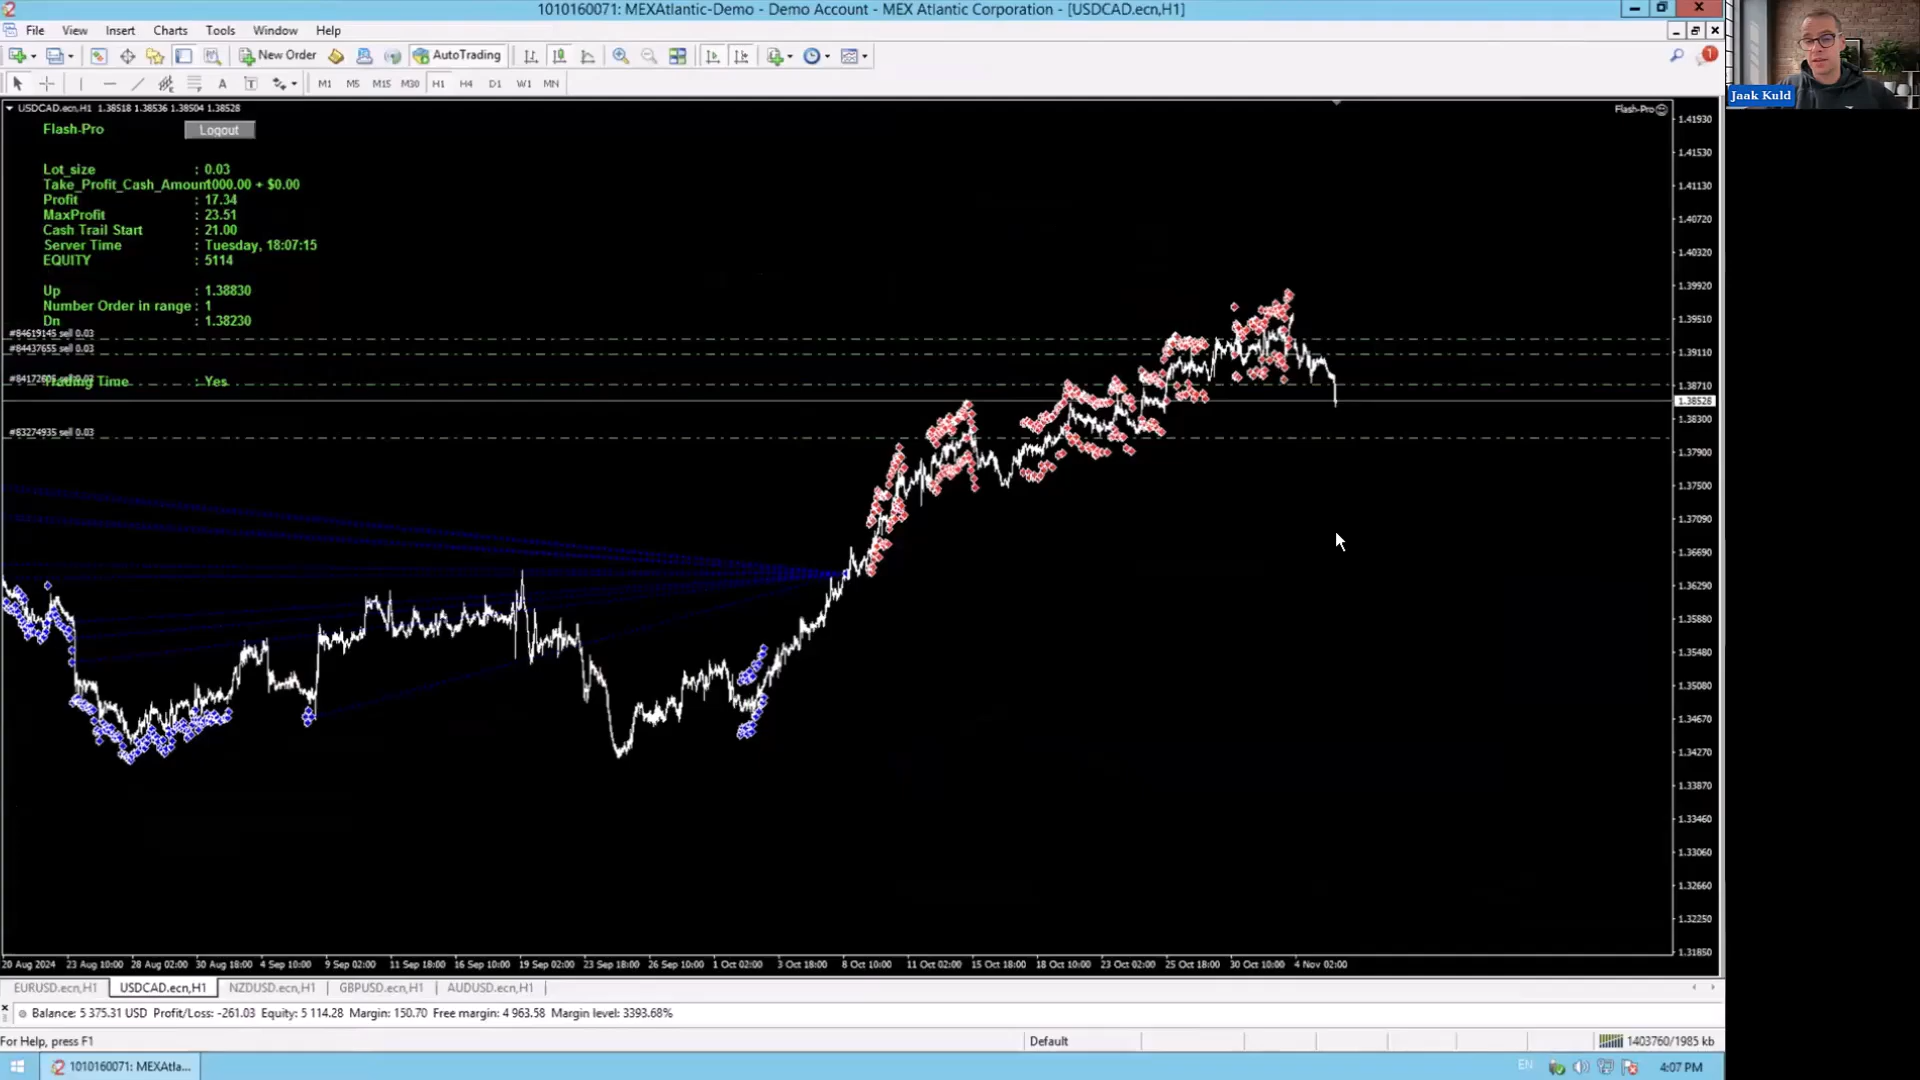 1010160071: MEXAtlantic-Demo - Demo Account - MEX Atlantic Corporation - [USDCAD.ecn,H1]
File View Insert Charts Tools Window Help
New Order AutoTrading
1
M1 M5 M15 M30 H1 H4 D1 W1 MN
Jaak Kuld
USDCAD.ecn,H1 1.38518 1.38536 1.38504 1.38528
Flash-Pro
Flash-Pro Logout
Lot_size : 0.03
Take_Profit_Cash_Amoun1000.00 + $0.00
Profit : 17.34
MaxProfit : 23.51
Cash Trail Start : 21.00
Server Time : Tuesday, 18:07:15
EQUITY : 5114
Up : 1.38830
Number Order in range : 1
Dn : 1.38230
#84619145 sell 0.03
#84437655 sell 0.03
Trading Time : Yes
#83274935 sell 0.03
1.41930
1.41530
1.41130
1.40720
1.40320
1.39920
1.39510
1.39110
1.38710
1.38528
1.38300
1.37900
1.37500
1.37090
1.36690
1.36290
1.35880
1.35480
1.35080
1.34670
1.34270
1.33870
1.33460
1.33060
1.32660
1.32250
1.31850
20 Aug 2024 23 Aug 10:00 28 Aug 02:00 30 Aug 18:00 4 Sep 10:00 9 Sep 02:00 11 Sep 18:00 16 Sep 10:00 19 Sep 02:00 23 Sep 18:00 26 Sep 10:00 1 Oct 02:00 3 Oct 18:00 8 Oct 10:00 11 Oct 02:00 15 Oct 18:00 18 Oct 10:00 23 Oct 02:00 25 Oct 18:00 30 Oct 10:00 4 Nov 02:00
EURUSD.ecn,H1 USDCAD.ecn,H1 NZDUSD.ecn,H1 GBPUSD.ecn,H1 AUDUSD.ecn,H1
Balance: 5 375.31 USD Profit/Loss: -261.03 Equity: 5 114.28 Margin: 150.70 Free margin: 4 963.58 Margin level: 3393.68%
For Help, press F1 Default 1403760/1985 kb
1010160071: MEXAtla... EN 4:07 PM